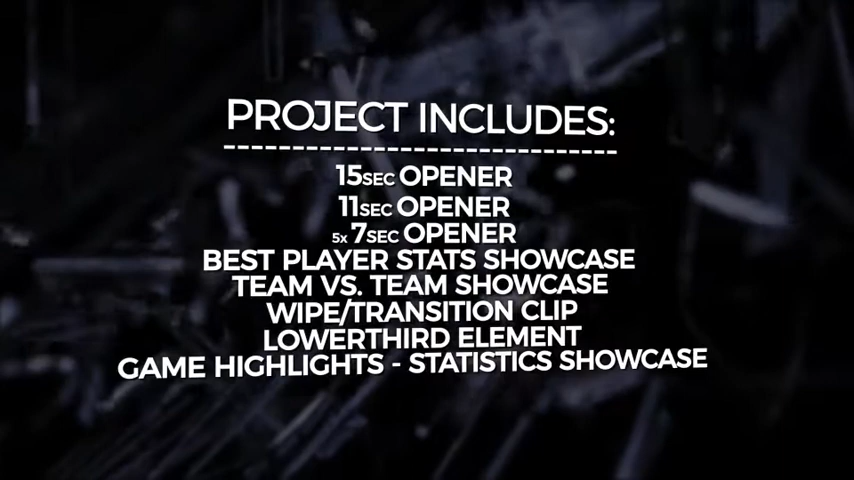 PROJECT INCLUDES:
15SEC OPENER
11SEC OPENER
5x 7SEC OPENER
BEST PLAYER STATS SHOWCASE
TEAM VS. TEAM SHOWCASE
WIPE/TRANSITION CLIP
LOWERTHIRD ELEMENT
GAME HIGHLIGHTS - STATISTICS SHOWCASE